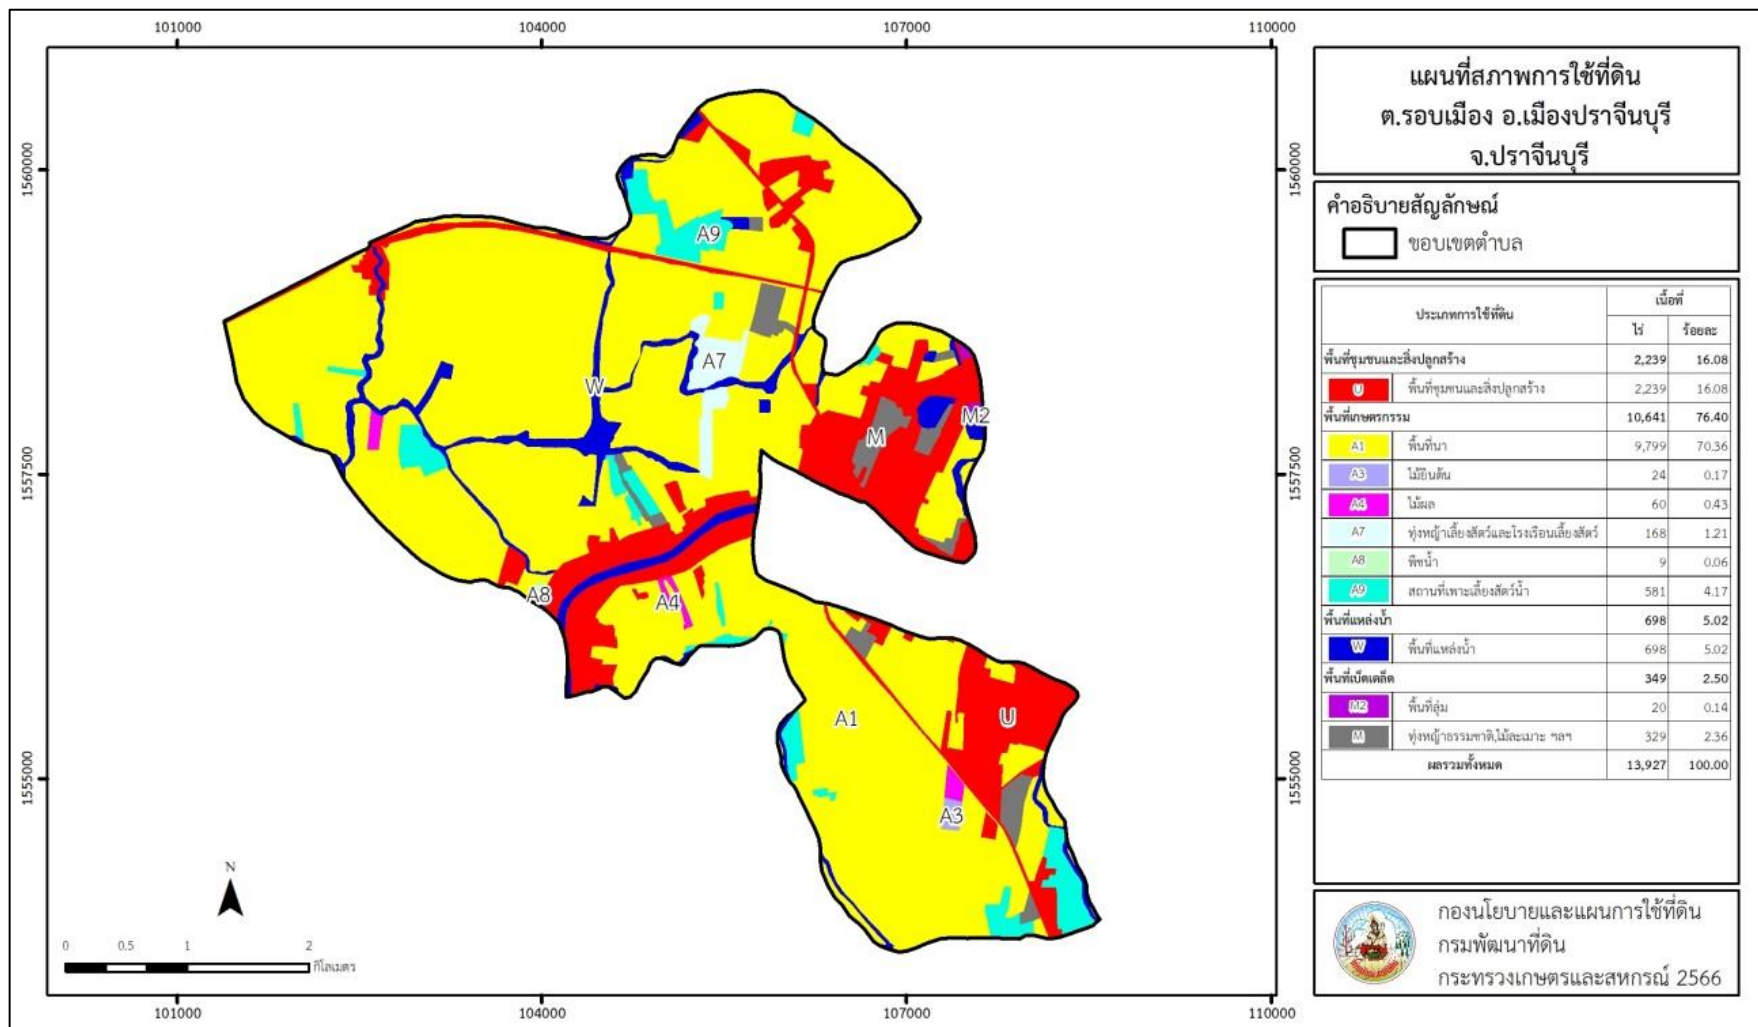 101000 104000 107000 110000
1560000 1560000
1557500 1557500
1555000 1555000
A9
A7
W
M2
M
A8
A4
A1
U
A3
N
0 0.5 1 2
กิโลเมตร
101000 104000 107000 110000
แผนที่สภาพการใช้ที่ดิน
ต.รอบเมือง อ.เมืองปราจีนบุรี
จ.ปราจีนบุรี
คำอธิบายสัญลักษณ์
ขอบเขตตำบล
ประเภทการใช้ที่ดิน เนื้อที่
ไร่ ร้อยละ
พื้นที่ชุมชนและสิ่งปลูกสร้าง 2,239 16.08
U พื้นที่ชุมชนและสิ่งปลูกสร้าง 2,239 16.08
พื้นที่เกษตรกรรม 10,641 76.40
A1 พื้นที่นา 9,799 70.36
A3 ไม้ยืนต้น 24 0.17
A4 ไม้ผล 60 0.43
A7 ทุ่งหญ้าเลี้ยงสัตว์และโรงเรือนเลี้ยงสัตว์ 168 1.21
A8 พืชน้ำ 9 0.06
A9 สถานที่เพาะเลี้ยงสัตว์น้ำ 581 4.17
พื้นที่แหล่งน้ำ 698 5.02
W พื้นที่แหล่งน้ำ 698 5.02
พื้นที่เบ็ดเตล็ด 349 2.50
M2 พื้นที่ลุ่ม 20 0.14
M ทุ่งหญ้าธรรมชาติ,ไม้ละเมาะ ฯลฯ 329 2.36
ผลรวมทั้งหมด 13,927 100.00
กองนโยบายและแผนการใช้ที่ดิน
กรมพัฒนาที่ดิน
กระทรวงเกษตรและสหกรณ์ 2566